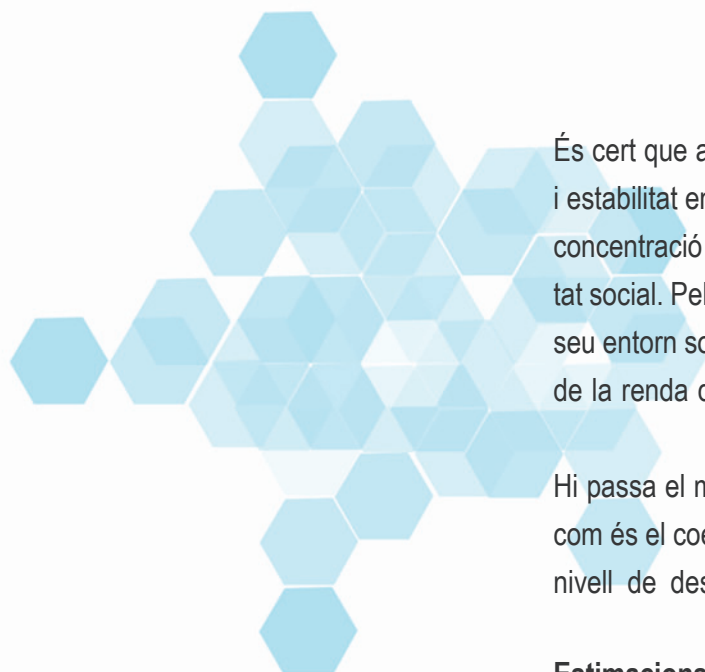 És cert que a
i estabilitat en
concentració
tat social. Pel
seu entorn so
de la renda d
Hi passa el m
com és el coe
nivell de des
Estimacions